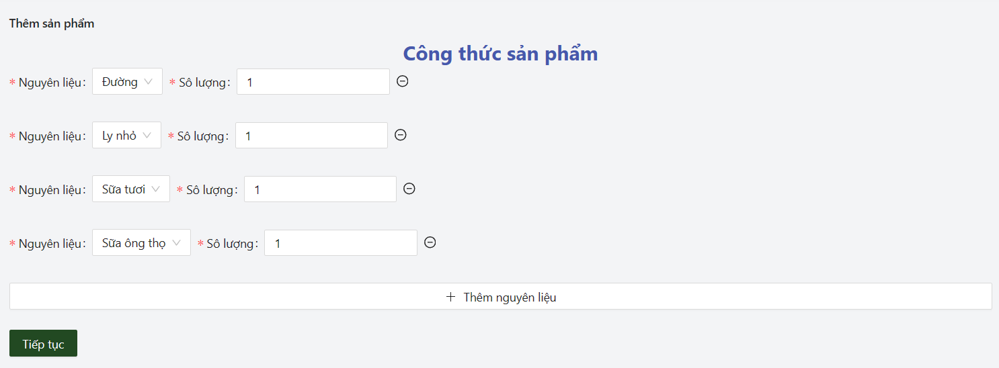 Thêm sản phẩm
Công thức sản phẩm
* Nguyên liệu: Đường * Sô lượng: 1
* Nguyên liệu: Ly nhỏ * Sô lượng: 1
* Nguyên liệu: Sữa tươi * Sô lượng: 1
* Nguyên liệu: Sữa ông thọ * Sô lượng: 1
+ Thêm nguyên liệu
Tiếp tục